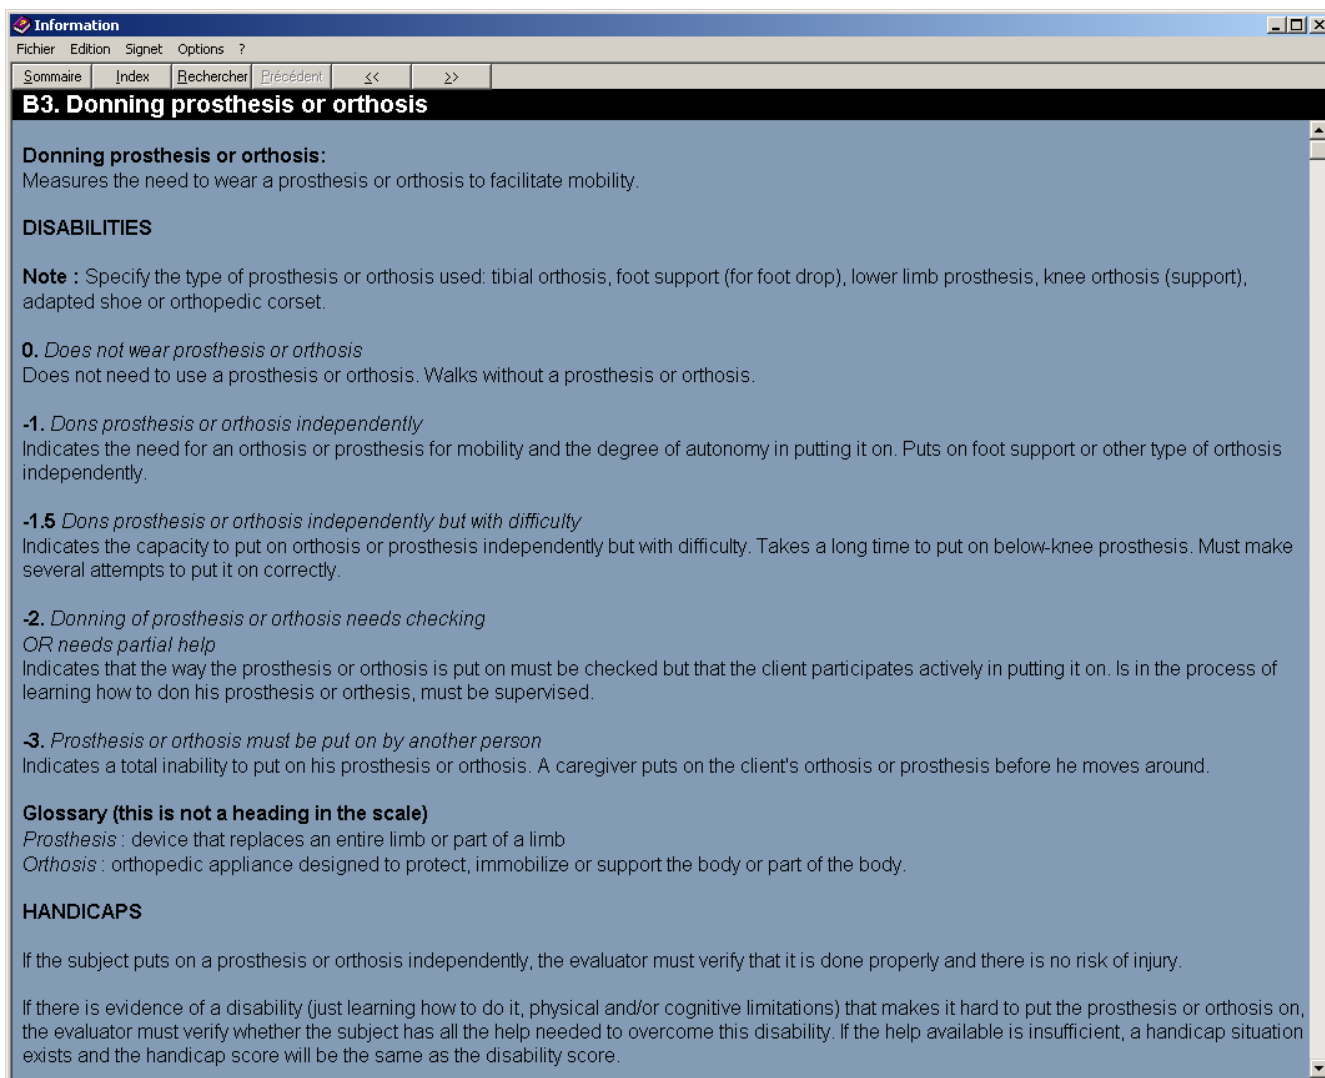 Information
Fichier Edition Signet Options ?
Sommaire Index Rechercher Précédent << >>
B3. Donning prosthesis or orthosis
Donning prosthesis or orthosis:
Measures the need to wear a prosthesis or orthosis to facilitate mobility.
DISABILITIES
Note : Specify the type of prosthesis or orthosis used: tibial orthosis, foot support (for foot drop), lower limb prosthesis, knee orthosis (support),
adapted shoe or orthopedic corset.
0. Does not wear prosthesis or orthosis
Does not need to use a prosthesis or orthosis. Walks without a prosthesis or orthosis.
-1. Dons prosthesis or orthosis independently
Indicates the need for an orthosis or prosthesis for mobility and the degree of autonomy in putting it on. Puts on foot support or other type of orthosis
independently.
-1.5 Dons prosthesis or orthosis independently but with difficulty
Indicates the capacity to put on orthosis or prosthesis independently but with difficulty. Takes a long time to put on below-knee prosthesis. Must make
several attempts to put it on correctly.
-2. Donning of prosthesis or orthosis needs checking
OR needs partial help
Indicates that the way the prosthesis or orthosis is put on must be checked but that the client participates actively in putting it on. Is in the process of
learning how to don his prosthesis or orthesis, must be supervised.
-3. Prosthesis or orthosis must be put on by another person
Indicates a total inability to put on his prosthesis or orthosis. A caregiver puts on the client's orthosis or prosthesis before he moves around.
Glossary (this is not a heading in the scale)
Prosthesis : device that replaces an entire limb or part of a limb
Orthosis : orthopedic appliance designed to protect, immobilize or support the body or part of the body.
HANDICAPS
If the subject puts on a prosthesis or orthosis independently, the evaluator must verify that it is done properly and there is no risk of injury.
If there is evidence of a disability (just learning how to do it, physical and/or cognitive limitations) that makes it hard to put the prosthesis or orthosis on,
the evaluator must verify whether the subject has all the help needed to overcome this disability. If the help available is insufficient, a handicap situation
exists and the handicap score will be the same as the disability score.